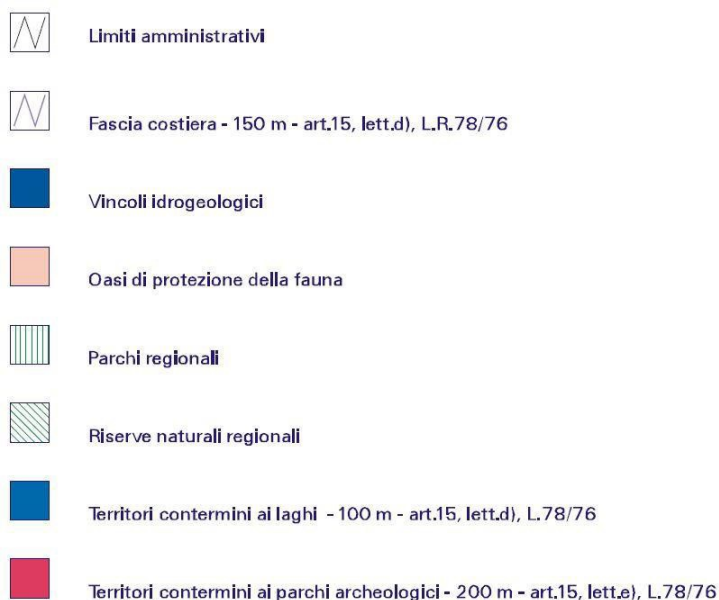 Limiti amministrativi
Fascia costiera - 150 m - art.15, lett.d), L.R.78/76
Vincoli idrogeologici
Oasi di protezione della fauna
Parchi regionali
Riserve naturali regionali
Territori contermini ai laghi - 100 m - art.15, lett.d), L.78/76
Territori contermini ai parchi archeologici - 200 m - art.15, lett.e), L.78/76